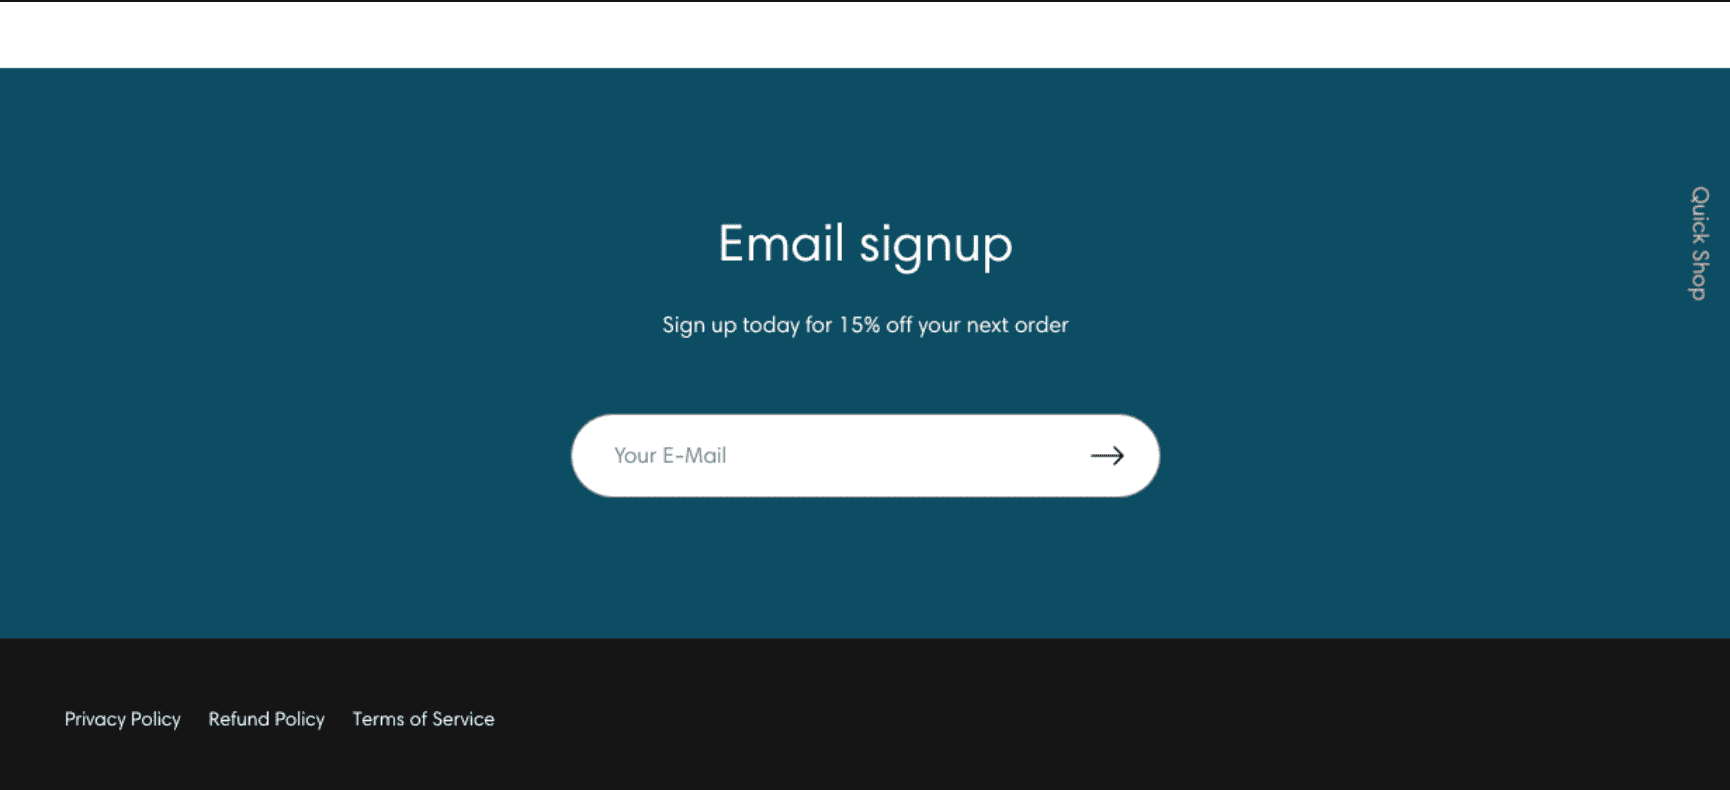 Email signup
Sign up today for 15% off your next order
Quick Shop
Your E-Mail
Privacy Policy Refund Policy Terms of Service